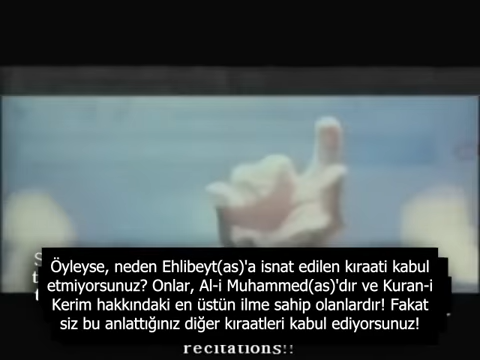 Öyleyse, neden Ehlibeyt(as)'a isnat edilen kıraati kabul
etmiyorsunuz? Onlar, Al-i Muhammed(as)'dır ve Kuran-i
Kerim hakkındaki en üstün ilme sahip olanlardır! Fakat
siz bu anlattığınız diğer kıraatleri kabul ediyorsunuz!
recitations!!